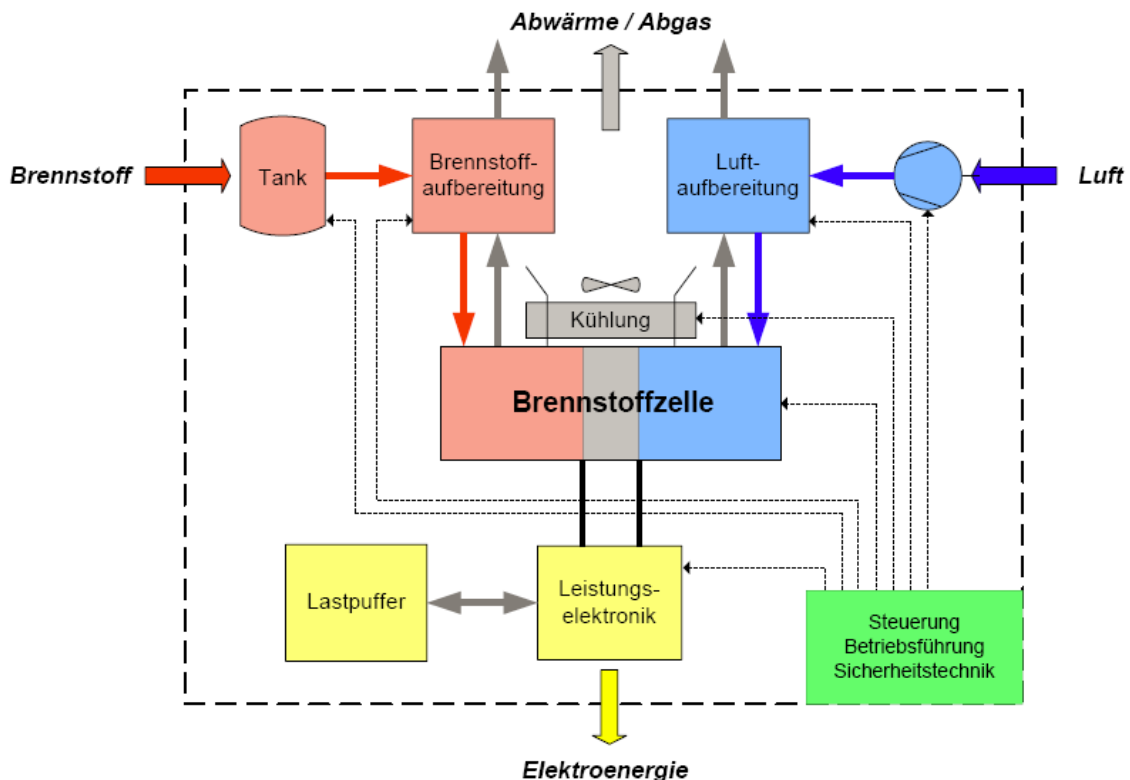 Abwärme / Abgas
Brennstoff
Tank
Brennstoff-
aufbereitung
Luft-
aufbereitung
Luft
Kühlung
Brennstoffzelle
Lastpuffer
Leistungs-
elektronik
Steuerung
Betriebsführung
Sicherheitstechnik
Elektroenergie